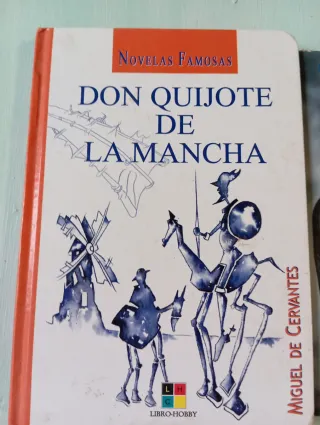 NOVELAS FAMOSAS
DON QUIJOTE
DE
LA MANCHA
MIGUEL DE CERVANTES
L H
C
LIBRO-HOBBY